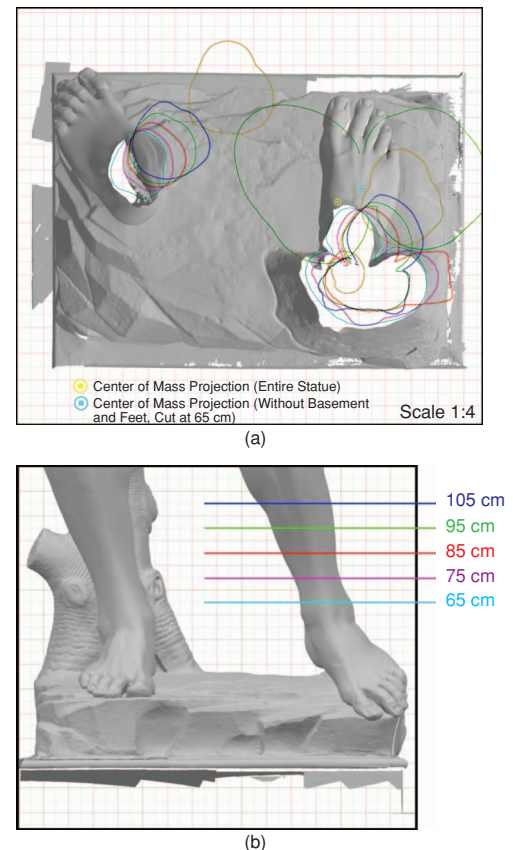 Center of Mass Projection (Entire Statue)
Center of Mass Projection (Without Basement
and Feet, Cut at 65 cm)
Scale 1:4
(a)
105 cm
95 cm
85 cm
75 cm
65 cm
(b)